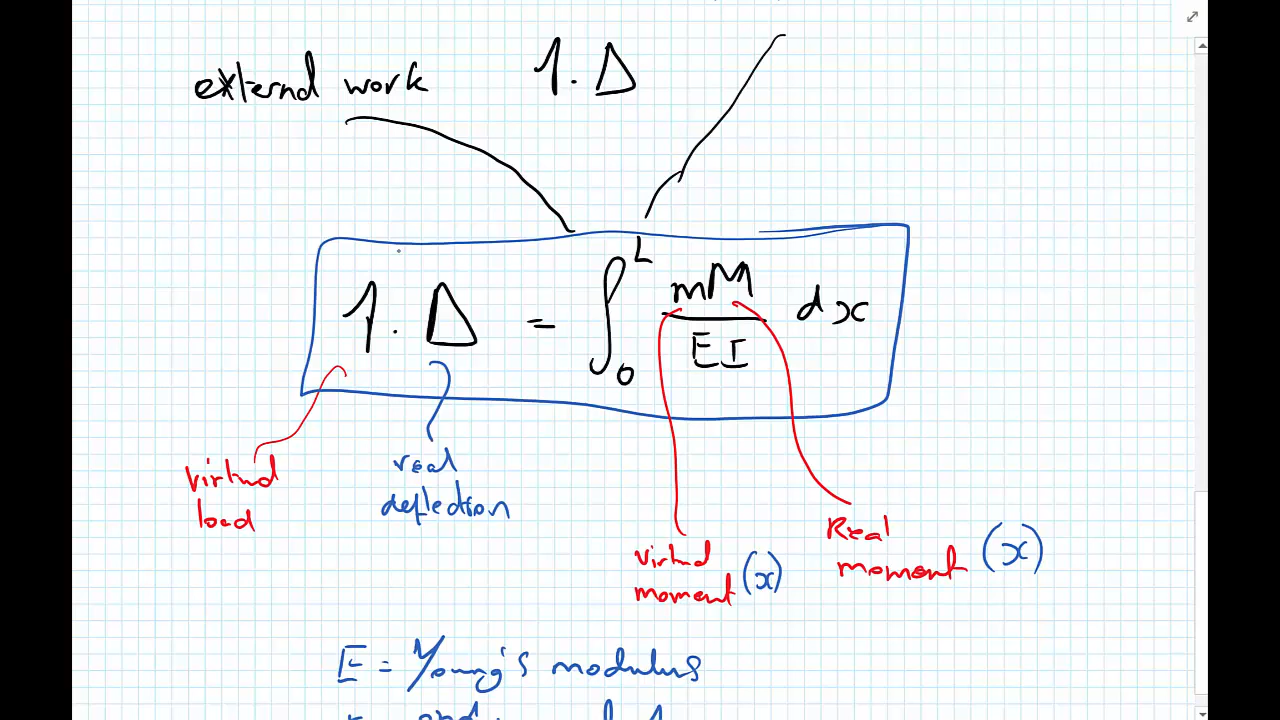 external work 1. Δ
1. Δ = ∫₀ᴸ mM/EI dx
virtual load
real deflection
virtual moment (x)
Real moment (x)
E = Young's modulus